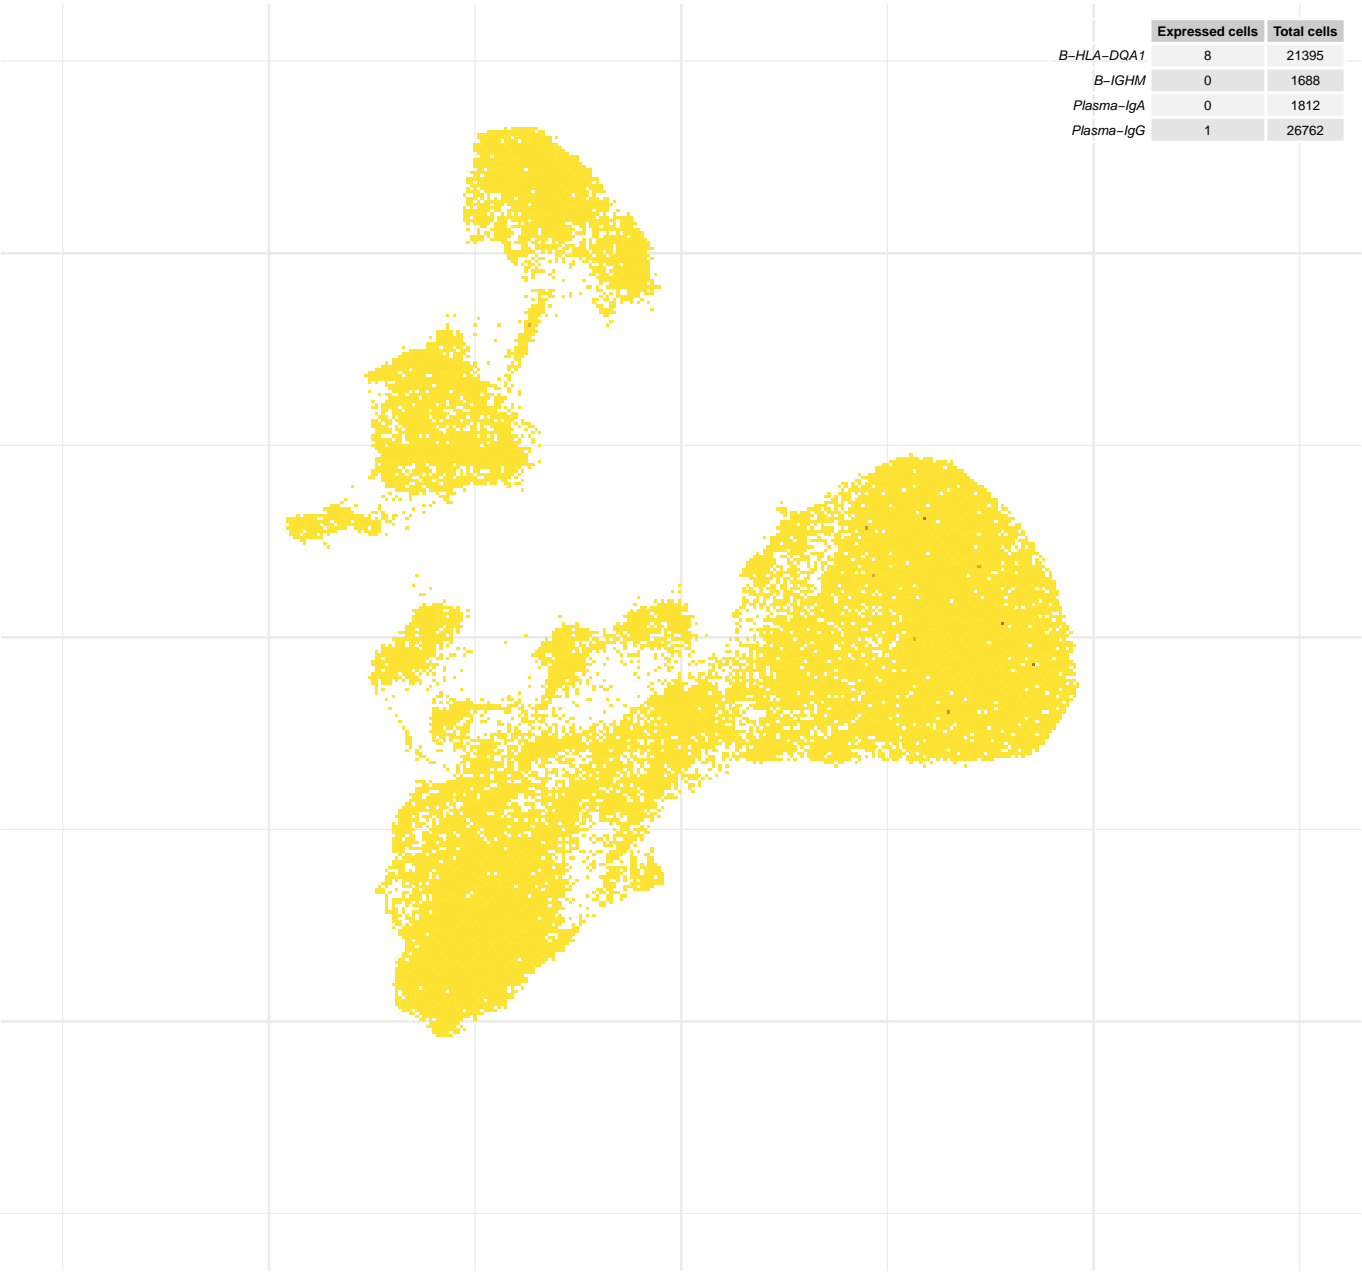 Expressed cells Total cells
B−HLA−DQA1 8 21395
B−IGHM 0 1688
Plasma−IgA 0 1812
Plasma−IgG 1 26762